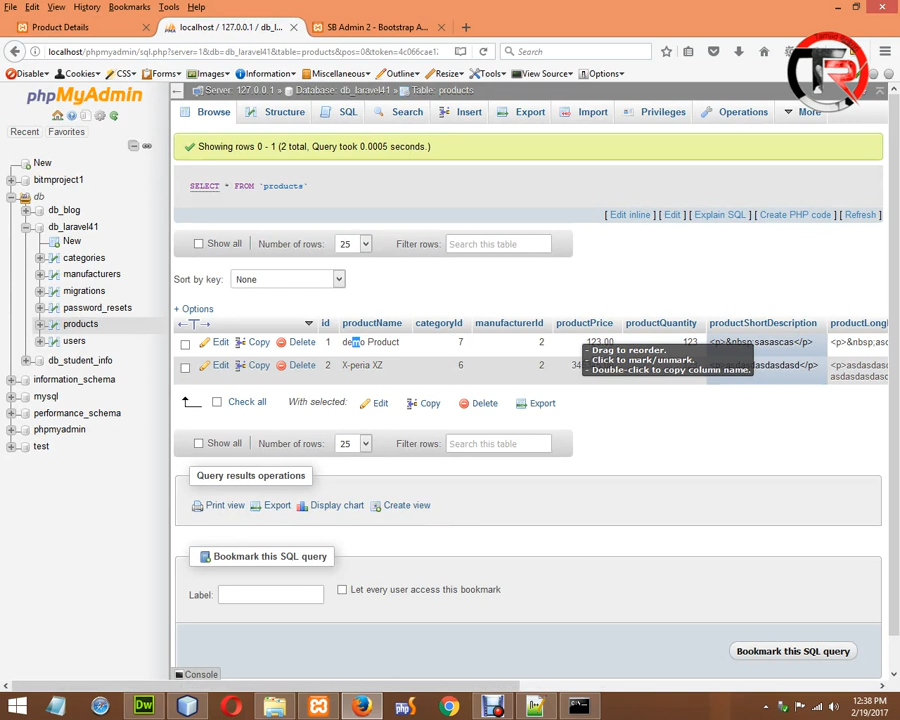 File Edit View History Bookmarks Tools Help
Product Details
localhost / 127.0.0.1 / db_l...
SB Admin 2 - Bootstrap A...
localhost/phpmyadmin/sql.php?server=1&db=db_laravel41&table=products&pos=0&token=4c066cae1
Search
Disable Cookies CSS Forms Images Information Miscellaneous Outline Resize Tools View Source Options
phpMyAdmin
Recent Favorites
New
bitmproject1
db
db_blog
db_laravel41
New
categories
manufacturers
migrations
password_resets
products
users
db_student_info
information_schema
mysql
performance_schema
phpmyadmin
test
Server: 127.0.0.1 » Database: db_laravel41 » Table: products
Browse Structure SQL Search Insert Export Import Privileges Operations More
Showing rows 0 - 1 (2 total, Query took 0.0005 seconds.)
SELECT * FROM `products`
[ Edit inline ] [ Edit ] [ Explain SQL ] [ Create PHP code ] [ Refresh ]
Show all Number of rows: 25 Filter rows: Search this table
Sort by key: None
+ Options
←T→ id productName categoryId manufacturerId productPrice productQuantity productShortDescription productLong
Edit Copy Delete 1 demo Product 7 2 123.00 123 <p>&nbsp;sasascas</p>
Edit Copy Delete 2 X-pena XZ 6 2
- Drag to reorder.
- Click to mark/unmark.
- Double-click to copy column name.
Check all With selected: Edit Copy Delete Export
Show all Number of rows: 25 Filter rows: Search this table
Query results operations
Print view Export Display chart Create view
Bookmark this SQL query
Label: Let every user access this bookmark
Bookmark this SQL query
Console
12:38 PM
2/19/2017